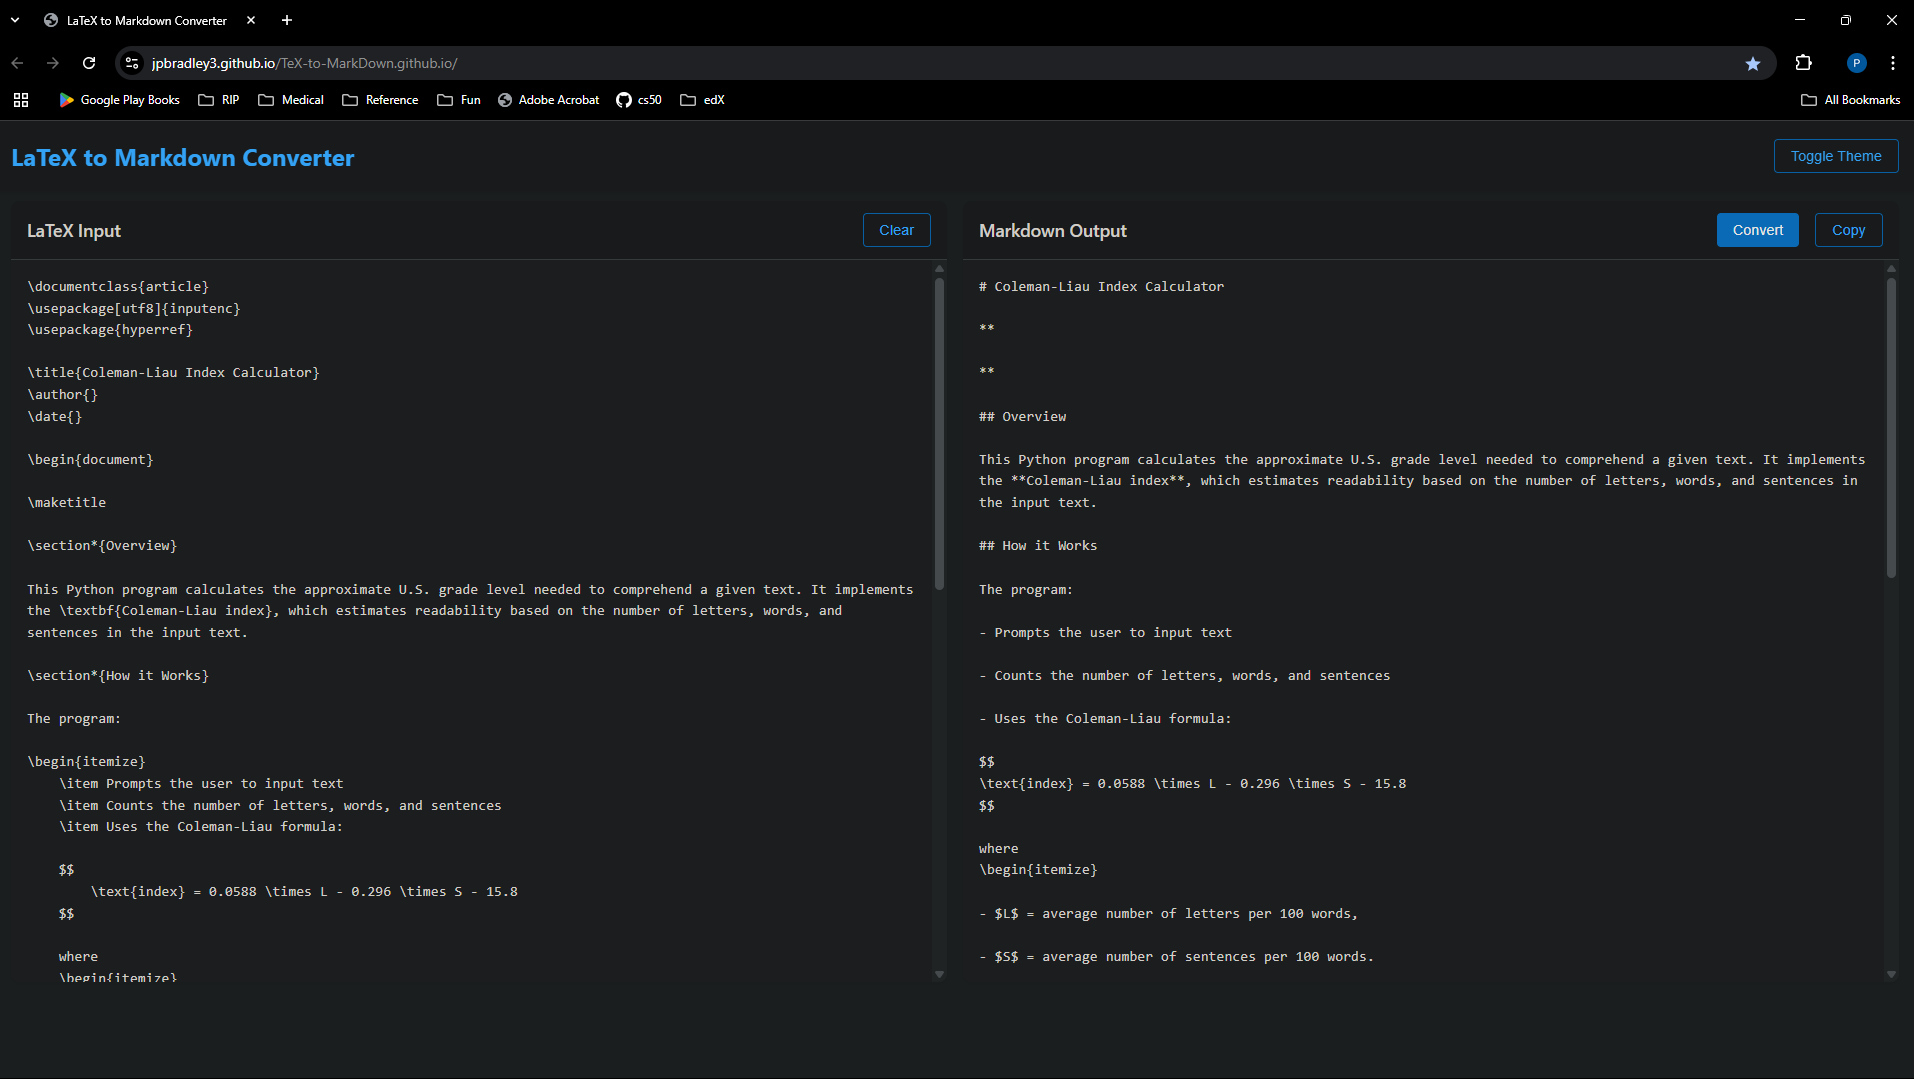 LaTeX to Markdown Converter
jpbradley3.github.io/TeX-to-MarkDown.github.io/
P
Google Play Books
RIP
Medical
Reference
Fun
Adobe Acrobat
cs50
edX
All Bookmarks
LaTeX to Markdown Converter
Toggle Theme
LaTeX Input
Clear
\documentclass{article}
\usepackage[utf8]{inputenc}
\usepackage{hyperref}
\title{Coleman-Liau Index Calculator}
\author{}
\date{}
\begin{document}
\maketitle
\section*{Overview}
This Python program calculates the approximate U.S. grade level needed to comprehend a given text. It implements
the \textbf{Coleman-Liau index}, which estimates readability based on the number of letters, words, and
sentences in the input text.
\section*{How it Works}
The program:
\begin{itemize}
\item Prompts the user to input text
\item Counts the number of letters, words, and sentences
\item Uses the Coleman-Liau formula:
$$
\text{index} = 0.0588 \times L - 0.296 \times S - 15.8
$$
where
\begin{itemize}
Markdown Output
Convert
Copy
# Coleman-Liau Index Calculator
**
**
## Overview
This Python program calculates the approximate U.S. grade level needed to comprehend a given text. It implements
the **Coleman-Liau index**, which estimates readability based on the number of letters, words, and sentences in
the input text.
## How it Works
The program:
- Prompts the user to input text
- Counts the number of letters, words, and sentences
- Uses the Coleman-Liau formula:
$$
\text{index} = 0.0588 \times L - 0.296 \times S - 15.8
$$
where
\begin{itemize}
- $L$ = average number of letters per 100 words,
- $S$ = average number of sentences per 100 words.